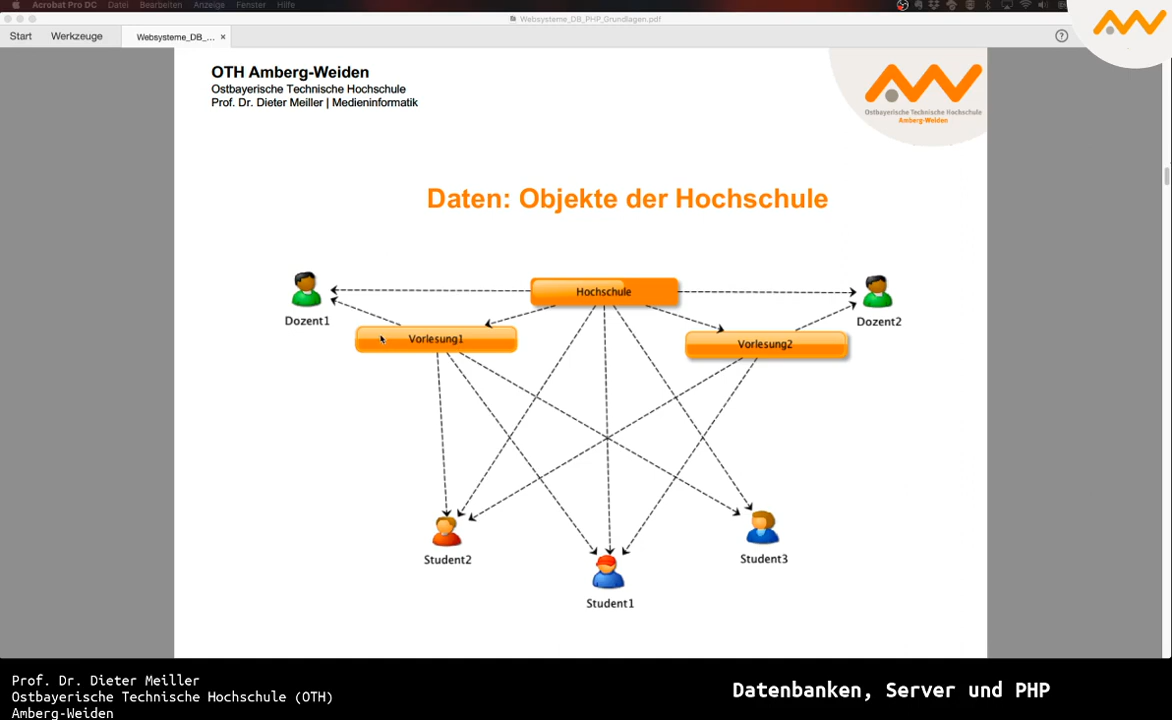 Acrobat Pro DC Datei Bearbeiten Anzeige Fenster Hilfe
Websysteme_DB_PHP_Grundlagen.pdf
Start Werkzeuge Websysteme_DB_... ×
OTH Amberg-Weiden
Ostbayerische Technische Hochschule
Prof. Dr. Dieter Meiller | Medieninformatik
Ostbayerische Technische Hochschule
Amberg-Weiden
Daten: Objekte der Hochschule
Hochschule
Dozent1
Dozent2
Vorlesung1
Vorlesung2
Student2
Student3
Student1
Prof. Dr. Dieter Meiller
Ostbayerische Technische Hochschule (OTH)
Amberg-Weiden
Datenbanken, Server und PHP